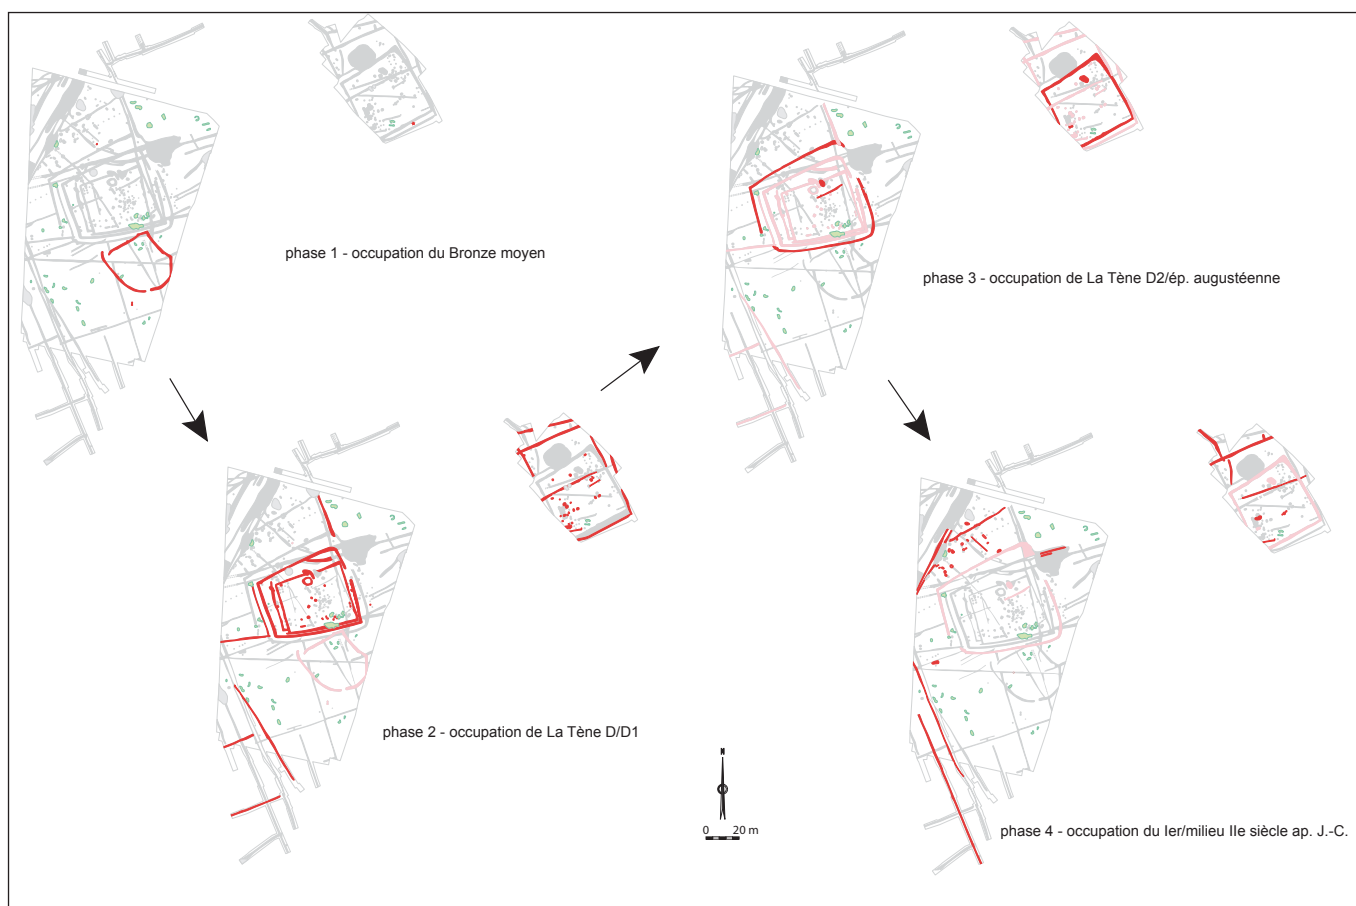 phase 1 - occupation du Bronze moyen
phase 3 - occupation de La Tène D2/ép. augustéenne
phase 2 - occupation de La Tène D/D1
N
0 20 m
phase 4 - occupation du Ier/milieu IIe siècle ap. J.-C.